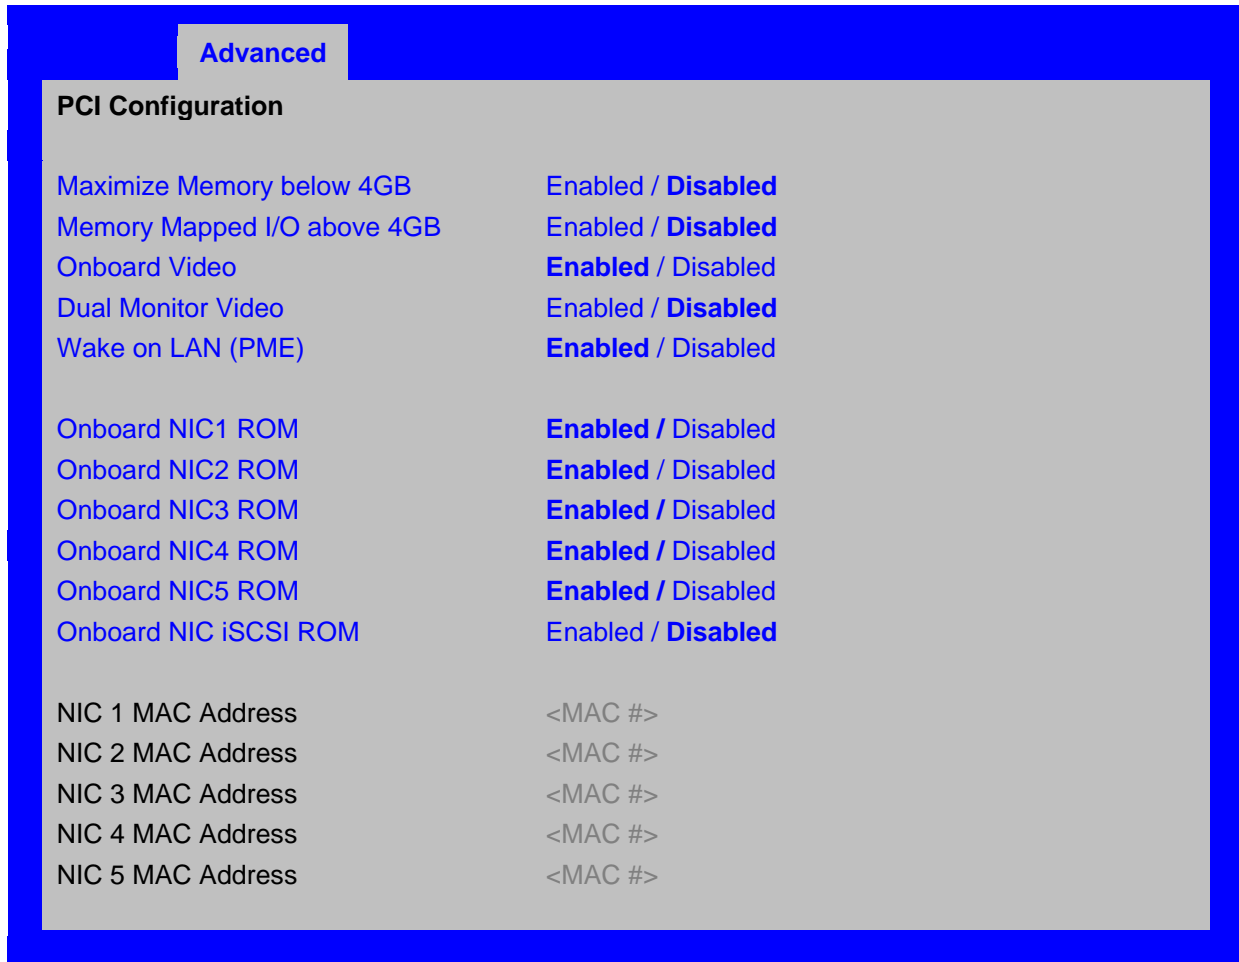 Advanced
PCI Configuration
Maximize Memory below 4GB Enabled / Disabled
Memory Mapped I/O above 4GB Enabled / Disabled
Onboard Video Enabled / Disabled
Dual Monitor Video Enabled / Disabled
Wake on LAN (PME) Enabled / Disabled
Onboard NIC1 ROM Enabled / Disabled
Onboard NIC2 ROM Enabled / Disabled
Onboard NIC3 ROM Enabled / Disabled
Onboard NIC4 ROM Enabled / Disabled
Onboard NIC5 ROM Enabled / Disabled
Onboard NIC iSCSI ROM Enabled / Disabled
NIC 1 MAC Address <MAC #>
NIC 2 MAC Address <MAC #>
NIC 3 MAC Address <MAC #>
NIC 4 MAC Address <MAC #>
NIC 5 MAC Address <MAC #>